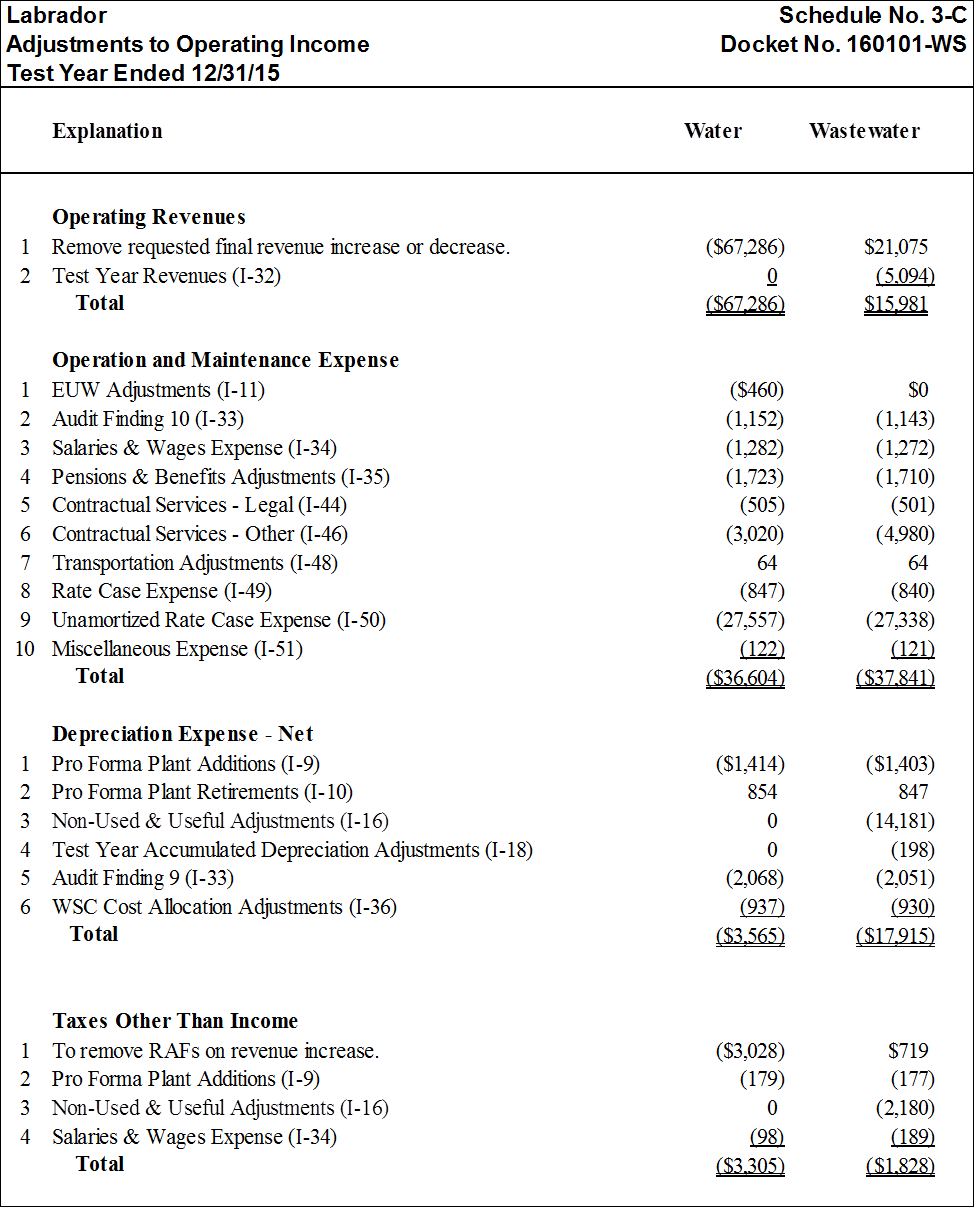 Labrador Schedule No. 3-C
Adjustments to Operating Income Docket No. 160101-WS
Test Year Ended 12/31/15
Explanation Water Wastewater
Operating Revenues
1 Remove requested final revenue increase or decrease. ($67,286) $21,075
2 Test Year Revenues (I-32) 0 (5,094)
Total ($67,286) $15,981
Operation and Maintenance Expense
1 EUW Adjustments (I-11) ($460) $0
2 Audit Finding 10 (I-33) (1,152) (1,143)
3 Salaries & Wages Expense (I-34) (1,282) (1,272)
4 Pensions & Benefits Adjustments (I-35) (1,723) (1,710)
5 Contractual Services - Legal (I-44) (505) (501)
6 Contractual Services - Other (I-46) (3,020) (4,980)
7 Transportation Adjustments (I-48) 64 64
8 Rate Case Expense (I-49) (847) (840)
9 Unamortized Rate Case Expense (I-50) (27,557) (27,338)
10 Miscellaneous Expense (I-51) (122) (121)
Total ($36,604) ($37,841)
Depreciation Expense - Net
1 Pro Forma Plant Additions (I-9) ($1,414) ($1,403)
2 Pro Forma Plant Retirements (I-10) 854 847
3 Non-Used & Useful Adjustments (I-16) 0 (14,181)
4 Test Year Accumulated Depreciation Adjustments (I-18) 0 (198)
5 Audit Finding 9 (I-33) (2,068) (2,051)
6 WSC Cost Allocation Adjustments (I-36) (937) (930)
Total ($3,565) ($17,915)
Taxes Other Than Income
1 To remove RAFs on revenue increase. ($3,028) $719
2 Pro Forma Plant Additions (I-9) (179) (177)
3 Non-Used & Useful Adjustments (I-16) 0 (2,180)
4 Salaries & Wages Expense (I-34) (98) (189)
Total ($3,305) ($1,828)